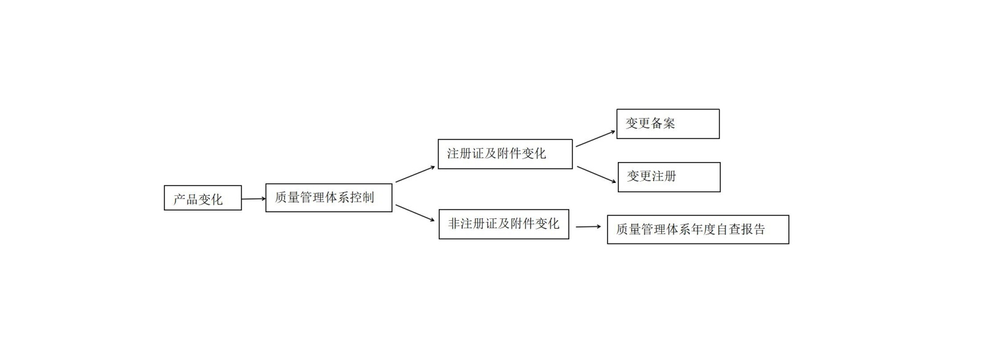 产品变化
质量管理体系控制
注册证及附件变化
非注册证及附件变化
变更备案
变更注册
质量管理体系年度自查报告